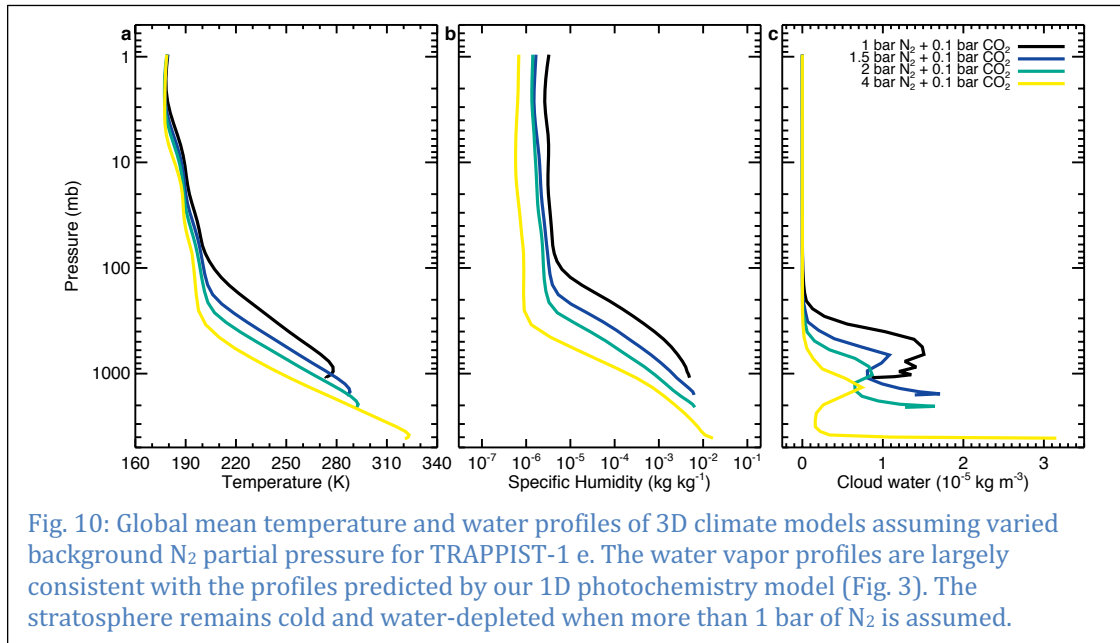 a
b
c
1 bar N₂ + 0.1 bar CO₂
1.5 bar N₂ + 0.1 bar CO₂
2 bar N₂ + 0.1 bar CO₂
4 bar N₂ + 0.1 bar CO₂
1
10
100
1000
Pressure (mb)
160 190 220 250 280 310 340
Temperature (K)
10⁻⁷ 10⁻⁶ 10⁻⁵ 10⁻⁴ 10⁻³ 10⁻² 10⁻¹
Specific Humidity (kg kg⁻¹)
0 1 2 3
Cloud water (10⁻⁵ kg m⁻³)
Fig. 10: Global mean temperature and water profiles of 3D climate models assuming varied
background N₂ partial pressure for TRAPPIST-1 e. The water vapor profiles are largely
consistent with the profiles predicted by our 1D photochemistry model (Fig. 3). The
stratosphere remains cold and water-depleted when more than 1 bar of N₂ is assumed.